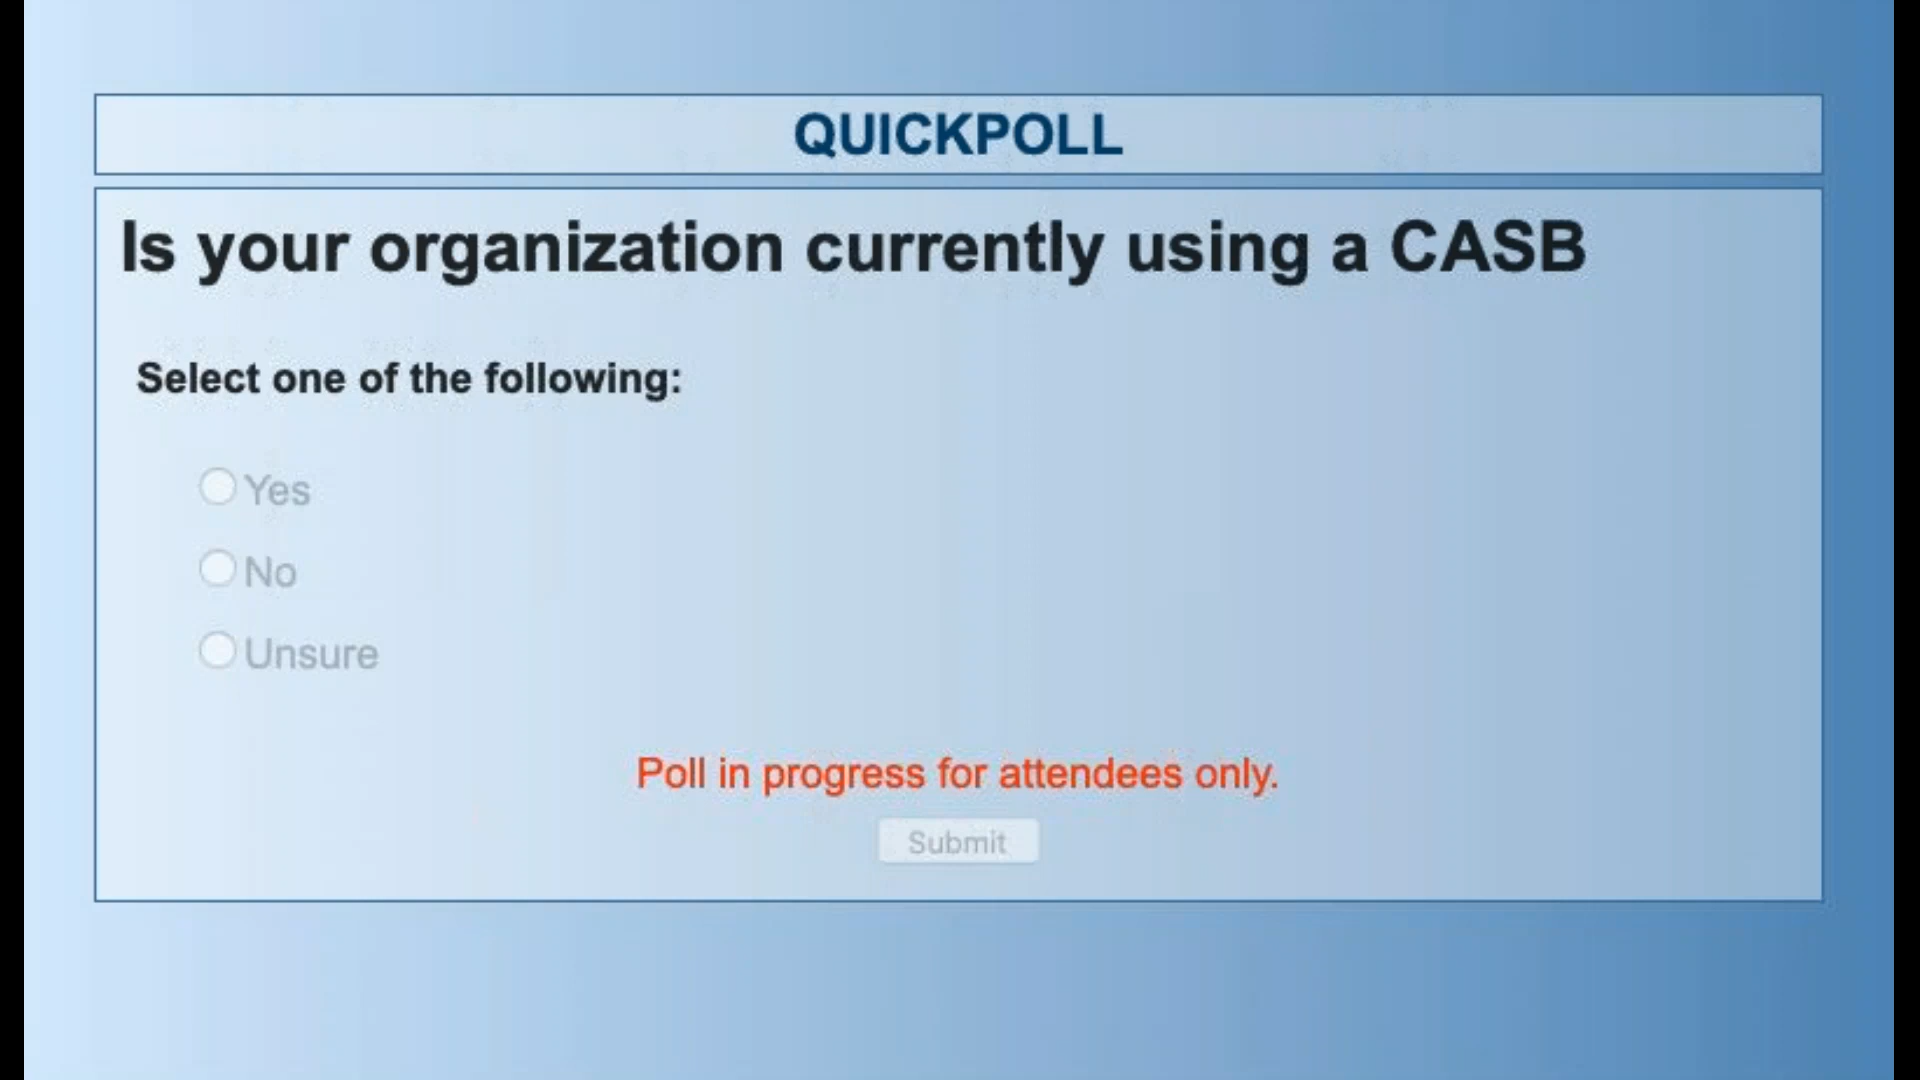 QUICKPOLL
Is your organization currently using a CASB
Select one of the following:
Yes
No
Unsure
Poll in progress for attendees only.
Submit